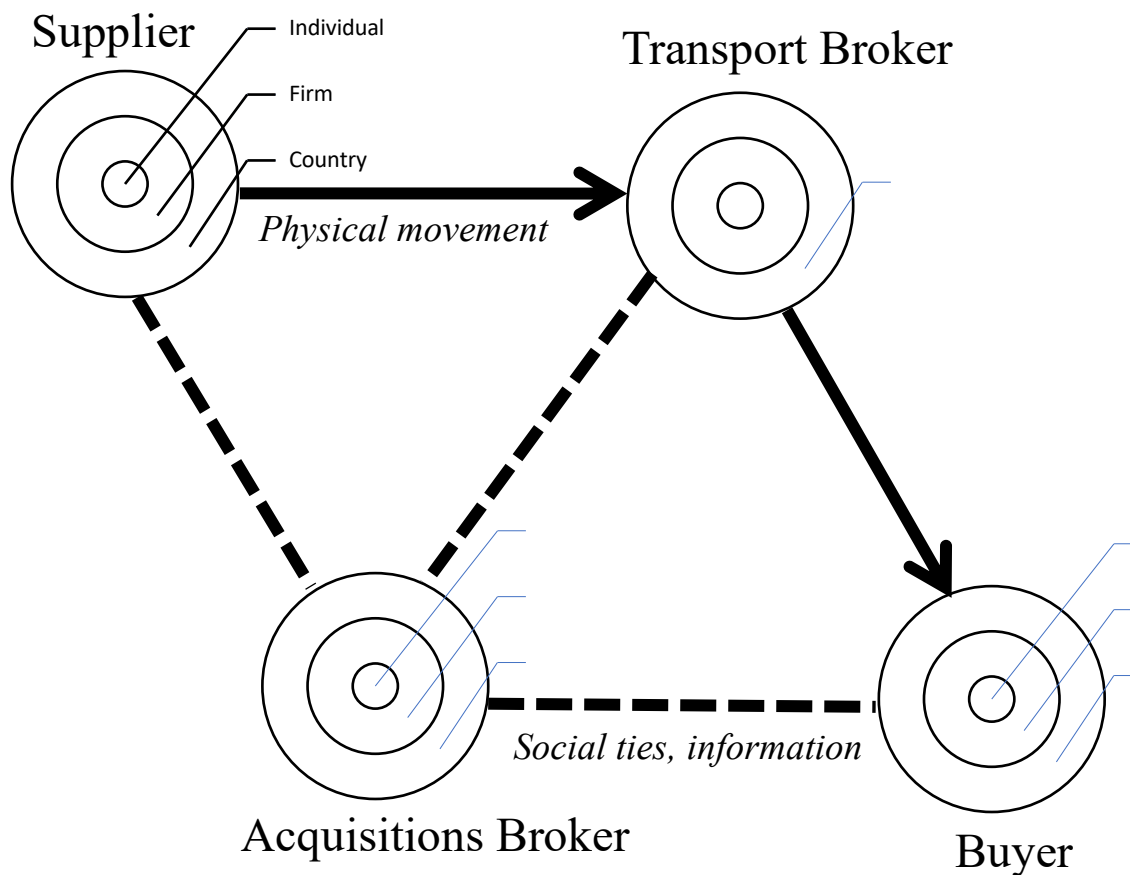 Supplier
Individual
Firm
Country
Transport Broker
Physical movement
Social ties, information
Acquisitions Broker
Buyer